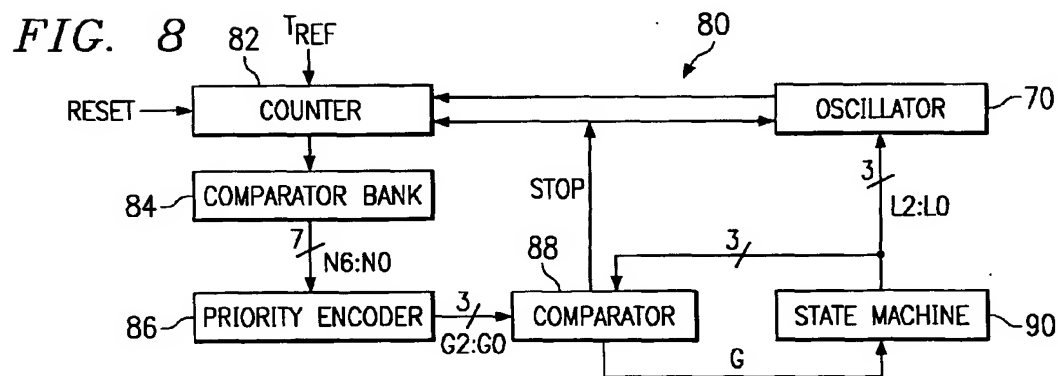 FIG. 8
82
TREF
80
RESET
COUNTER
OSCILLATOR
70
3
L2:L0
STOP
84
COMPARATOR BANK
7
N6:N0
88
3
86
PRIORITY ENCODER
3
G2:G0
COMPARATOR
STATE MACHINE
90
G